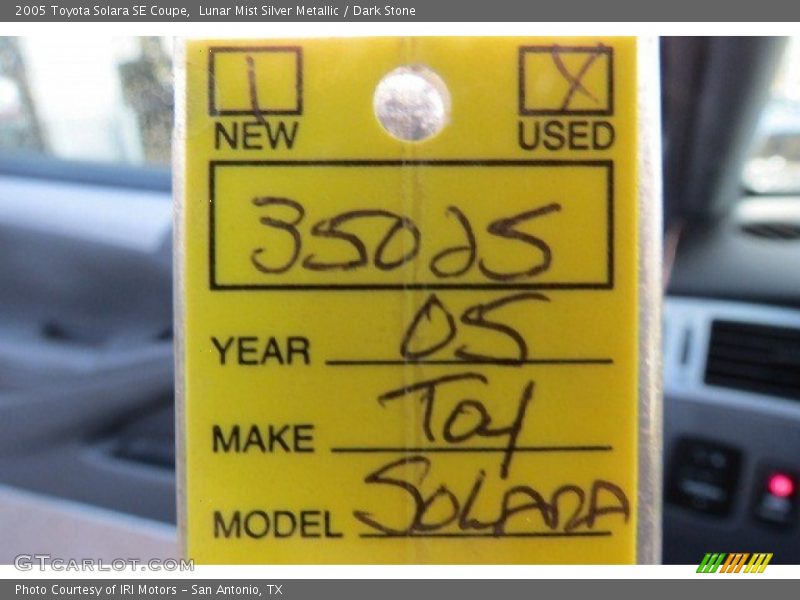 2005 Toyota Solara SE Coupe,  Lunar Mist Silver Metallic / Dark Stone
NEW USED
35025
YEAR 05
MAKE Toy
MODEL SOLARA
GTCARLOT.COM
Photo Courtesy of IRI Motors - San Antonio, TX